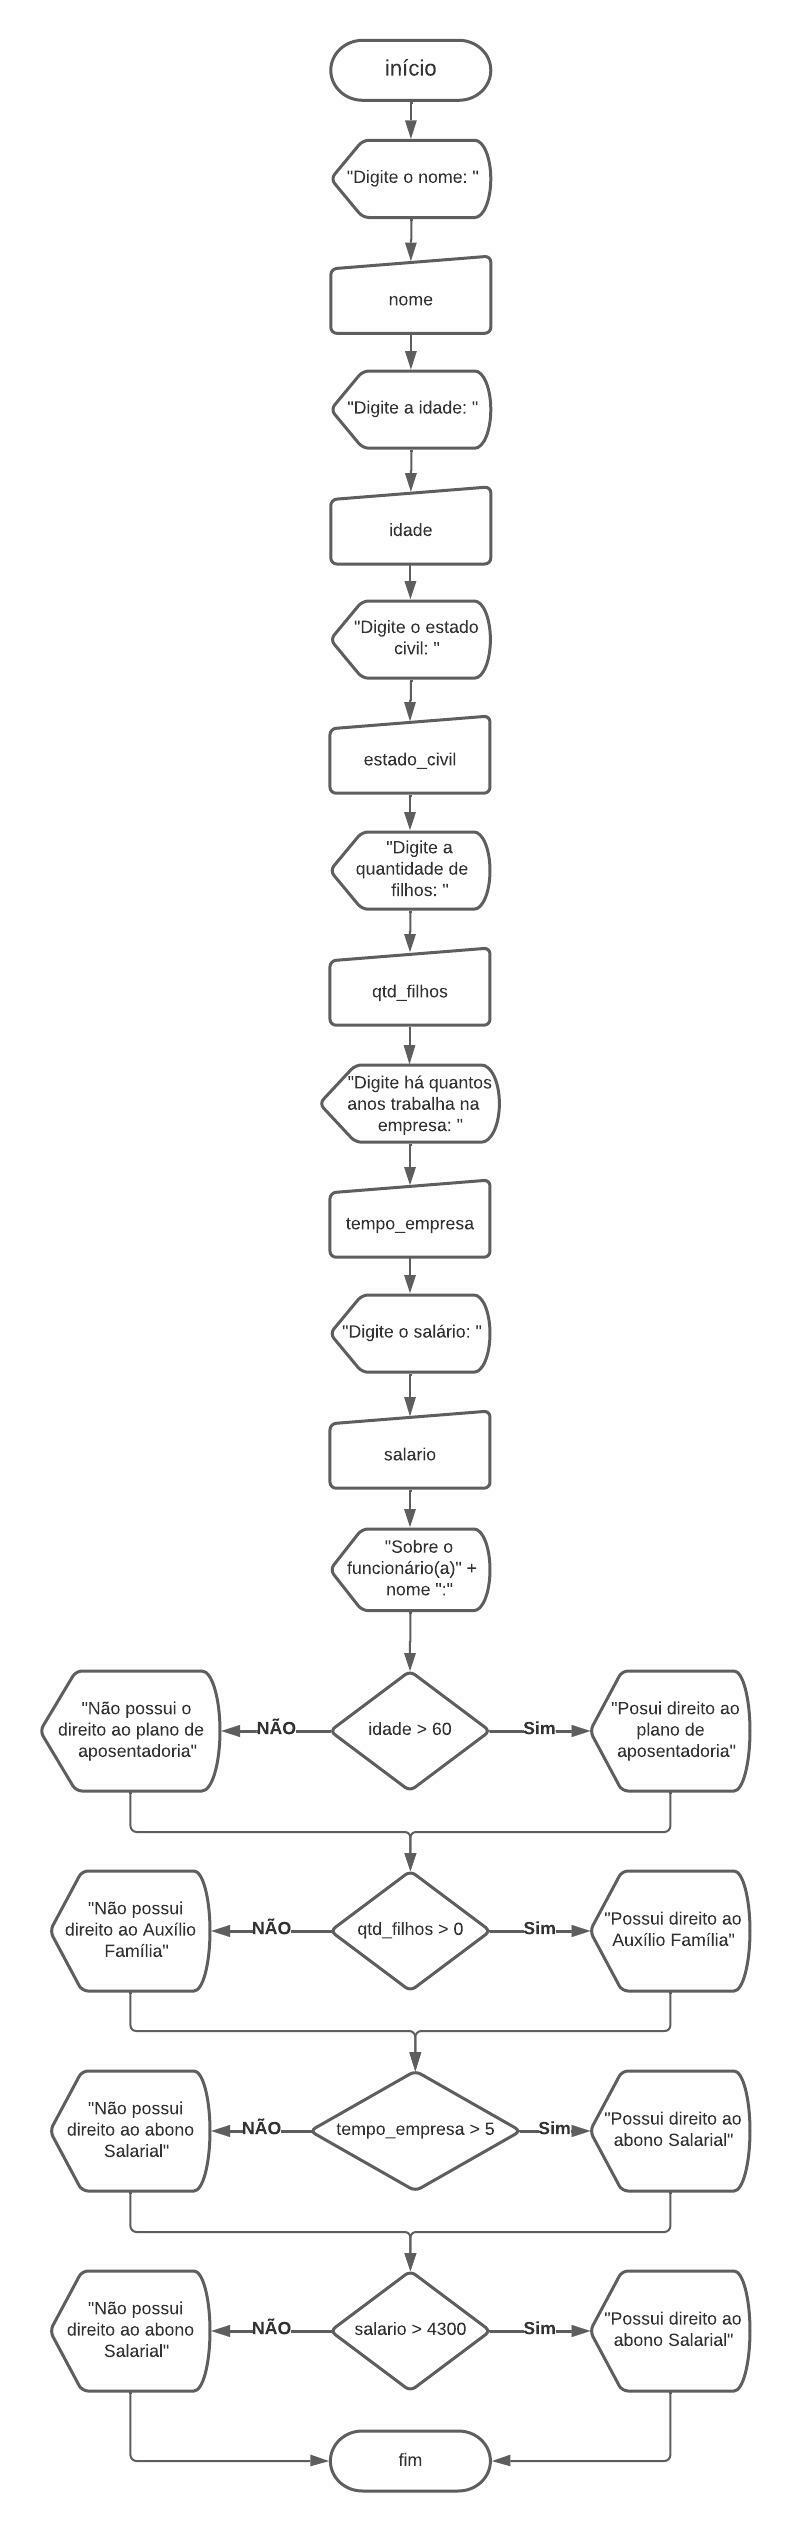 início
"Digite o nome: "
nome
"Digite a idade: "
idade
"Digite o estado
civil: "
estado_civil
"Digite a
quantidade de
filhos: "
qtd_filhos
"Digite há quantos
anos trabalha na
empresa: "
tempo_empresa
"Digite o salário: "
salario
"Sobre o
funcionário(a)" +
nome ":"
"Não possui o
direito ao plano de
aposentadoria"
NÃO
idade > 60
Sim
"Posui direito ao
plano de
aposentadoria"
"Não possui
direito ao Auxílio
Família"
NÃO
qtd_filhos > 0
Sim
"Possui direito ao
Auxílio Família"
"Não possui
direito ao abono
Salarial"
NÃO
tempo_empresa > 5
Sim
"Possui direito ao
abono Salarial"
"Não possui
direito ao abono
Salarial"
NÃO
salario > 4300
Sim
"Possui direito ao
abono Salarial"
fim